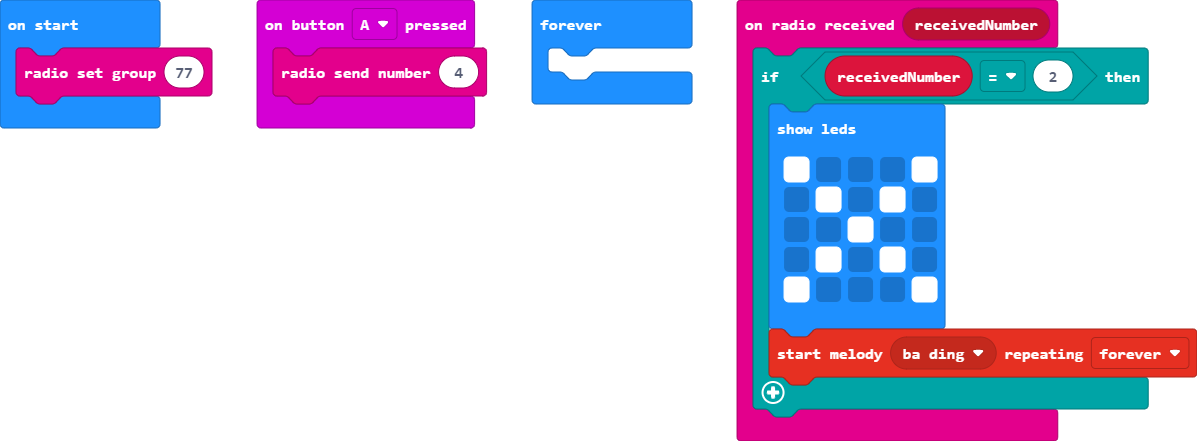 on start
radio set group 77
on button A pressed
radio send number 4
forever
on radio received receivedNumber
if receivedNumber = 2 then
show leds
start melody ba ding repeating forever